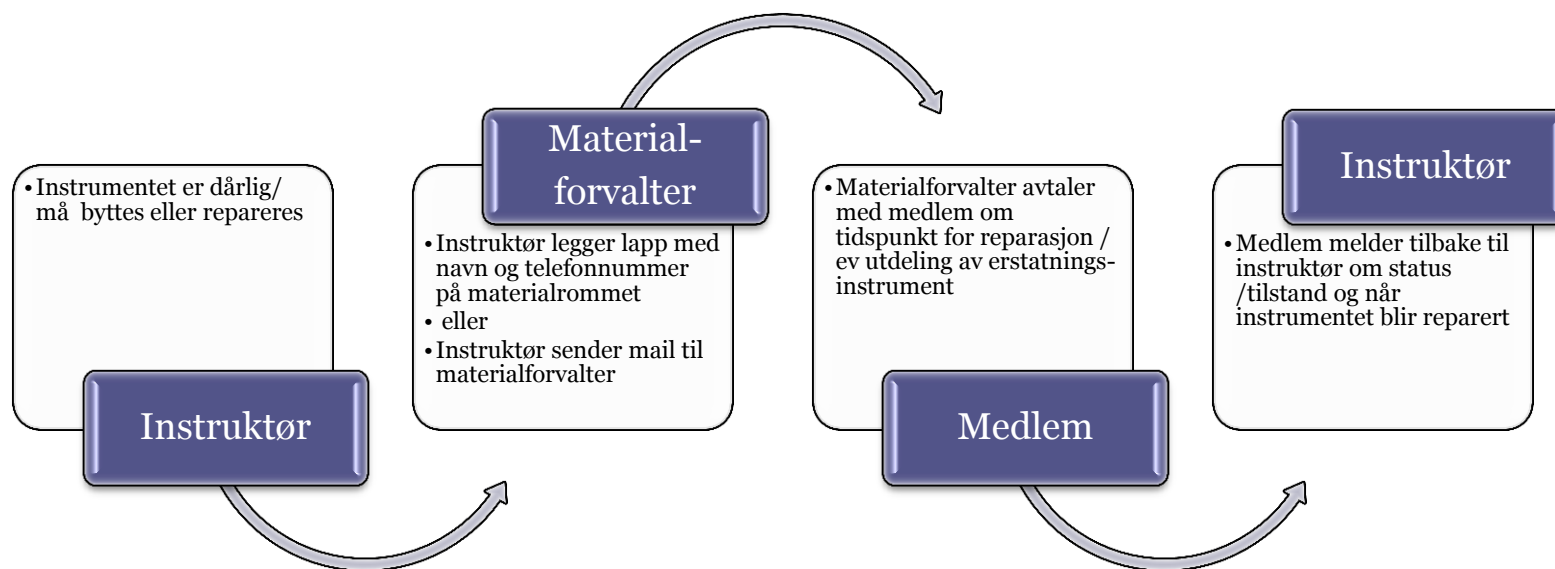 • Instrumentet er dårlig/
må  byttes eller repareres
Instruktør
Material-
forvalter
• Instruktør legger lapp med
navn og telefonnummer
på materialrommet
•  eller
• Instruktør sender mail til
materialforvalter
• Materialforvalter avtaler
med medlem om
tidspunkt for reparasjon /
ev utdeling av erstatnings-
instrument
Medlem
Instruktør
• Medlem melder tilbake til
instruktør om status
/tilstand og når
instrumentet blir reparert